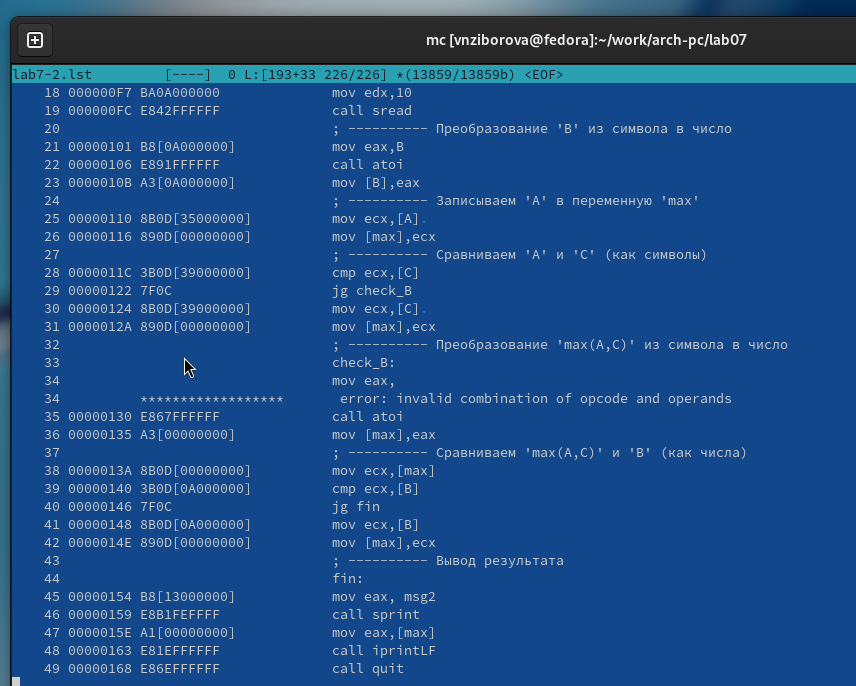 mc [vnziborova@fedora]:~/work/arch-pc/lab07
lab7-2.lst [----] 0 L:[193+33 226/226] *(13859/13859b) <EOF>
18 000000F7 BA0A000000 mov edx,10
19 000000FC E842FFFFFF call sread
20 ; ---------- Преобразование 'B' из символа в число
21 00000101 B8[0A000000] mov eax,B
22 00000106 E891FFFFFF call atoi
23 0000010B A3[0A000000] mov [B],eax
24 ; ---------- Записываем 'A' в переменную 'max'
25 00000110 8B0D[35000000] mov ecx,[A].
26 00000116 890D[00000000] mov [max],ecx
27 ; ---------- Сравниваем 'A' и 'С' (как символы)
28 0000011C 3B0D[39000000] cmp ecx,[C]
29 00000122 7F0C jg check_B
30 00000124 8B0D[39000000] mov ecx,[C].
31 0000012A 890D[00000000] mov [max],ecx
32 ; ---------- Преобразование 'max(A,C)' из символа в число
33 check_B:
34 mov eax,
34 ****************** error: invalid combination of opcode and operands
35 00000130 E867FFFFFF call atoi
36 00000135 A3[00000000] mov [max],eax
37 ; ---------- Сравниваем 'max(A,C)' и 'B' (как числа)
38 0000013A 8B0D[00000000] mov ecx,[max]
39 00000140 3B0D[0A000000] cmp ecx,[B]
40 00000146 7F0C jg fin
41 00000148 8B0D[0A000000] mov ecx,[B]
42 0000014E 890D[00000000] mov [max],ecx
43 ; ---------- Вывод результата
44 fin:
45 00000154 B8[13000000] mov eax, msg2
46 00000159 E8B1FEFFFF call sprint
47 0000015E A1[00000000] mov eax,[max]
48 00000163 E81EFFFFFF call iprintLF
49 00000168 E86EFFFFFF call quit